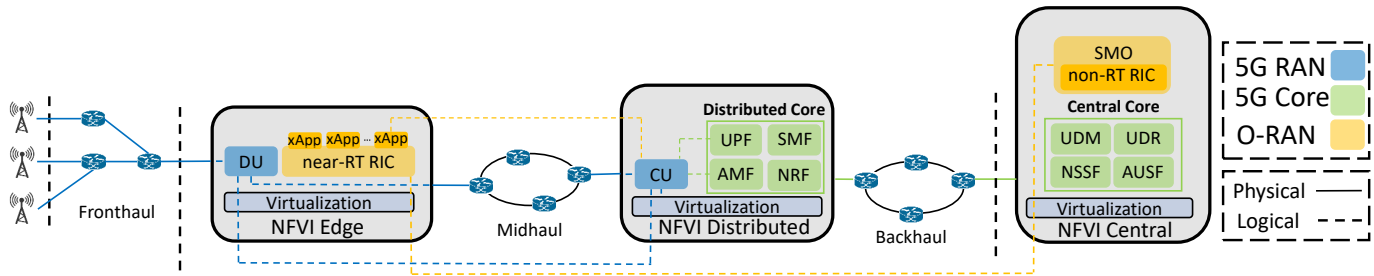 Fronthaul
xApp xApp ... xApp
DU
near-RT RIC
Virtualization
NFVI Edge
Midhaul
Distributed Core
UPF
SMF
CU
AMF
NRF
Virtualization
NFVI Distributed
Backhaul
SMO
non-RT RIC
Central Core
UDM
UDR
NSSF
AUSF
Virtualization
NFVI Central
5G RAN
5G Core
O-RAN
Physical
Logical